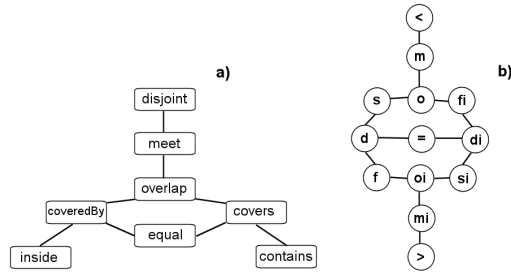 a)
disjoint
meet
overlap
coveredBy
covers
equal
inside
contains
b)
<
m
s o fi
d = di
f oi si
mi
>